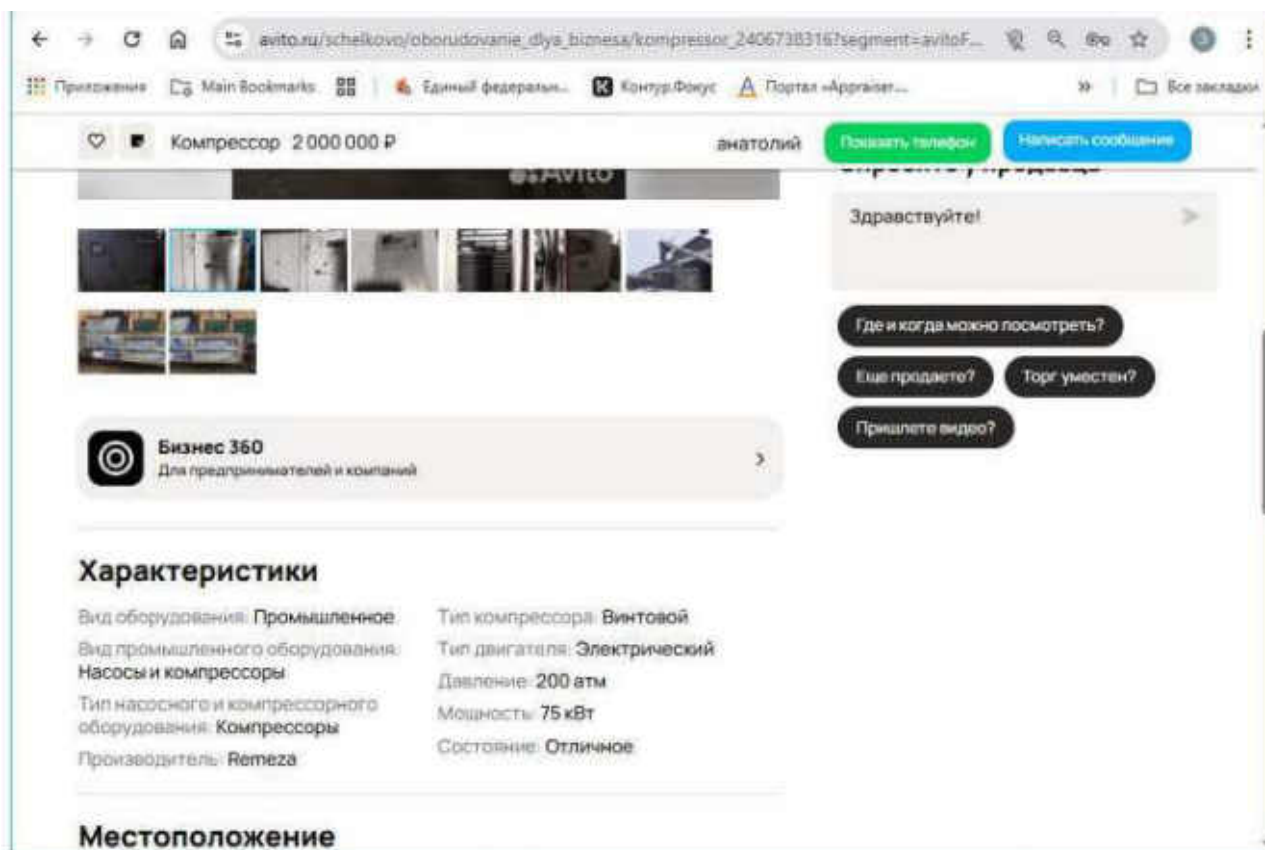 avito.ru/schelkovo/oborudovanie_dlya_biznesa/kompressor_2406738316?segment=avitoF...
Приложения Main Bookmarks Единый федеральн... Контур.Фокус Портал «Appraiser... » Все закладки
Компрессор 2 000 000 ₽ анатолий Показать телефон Написать сообщение
Avito
Спросите у продавца
Здравствуйте!
Где и когда можно посмотреть?
Еще продаете? Торг уместен?
Пришлете видео?
Бизнес 360
Для предпринимателей и компаний
Характеристики
Вид оборудования: Промышленное
Вид промышленного оборудования:
Насосы и компрессоры
Тип насосного и компрессорного
оборудования: Компрессоры
Производитель: Remeza
Тип компрессора: Винтовой
Тип двигателя: Электрический
Давление: 200 атм
Мощность: 75 кВт
Состояние: Отличное
Местоположение